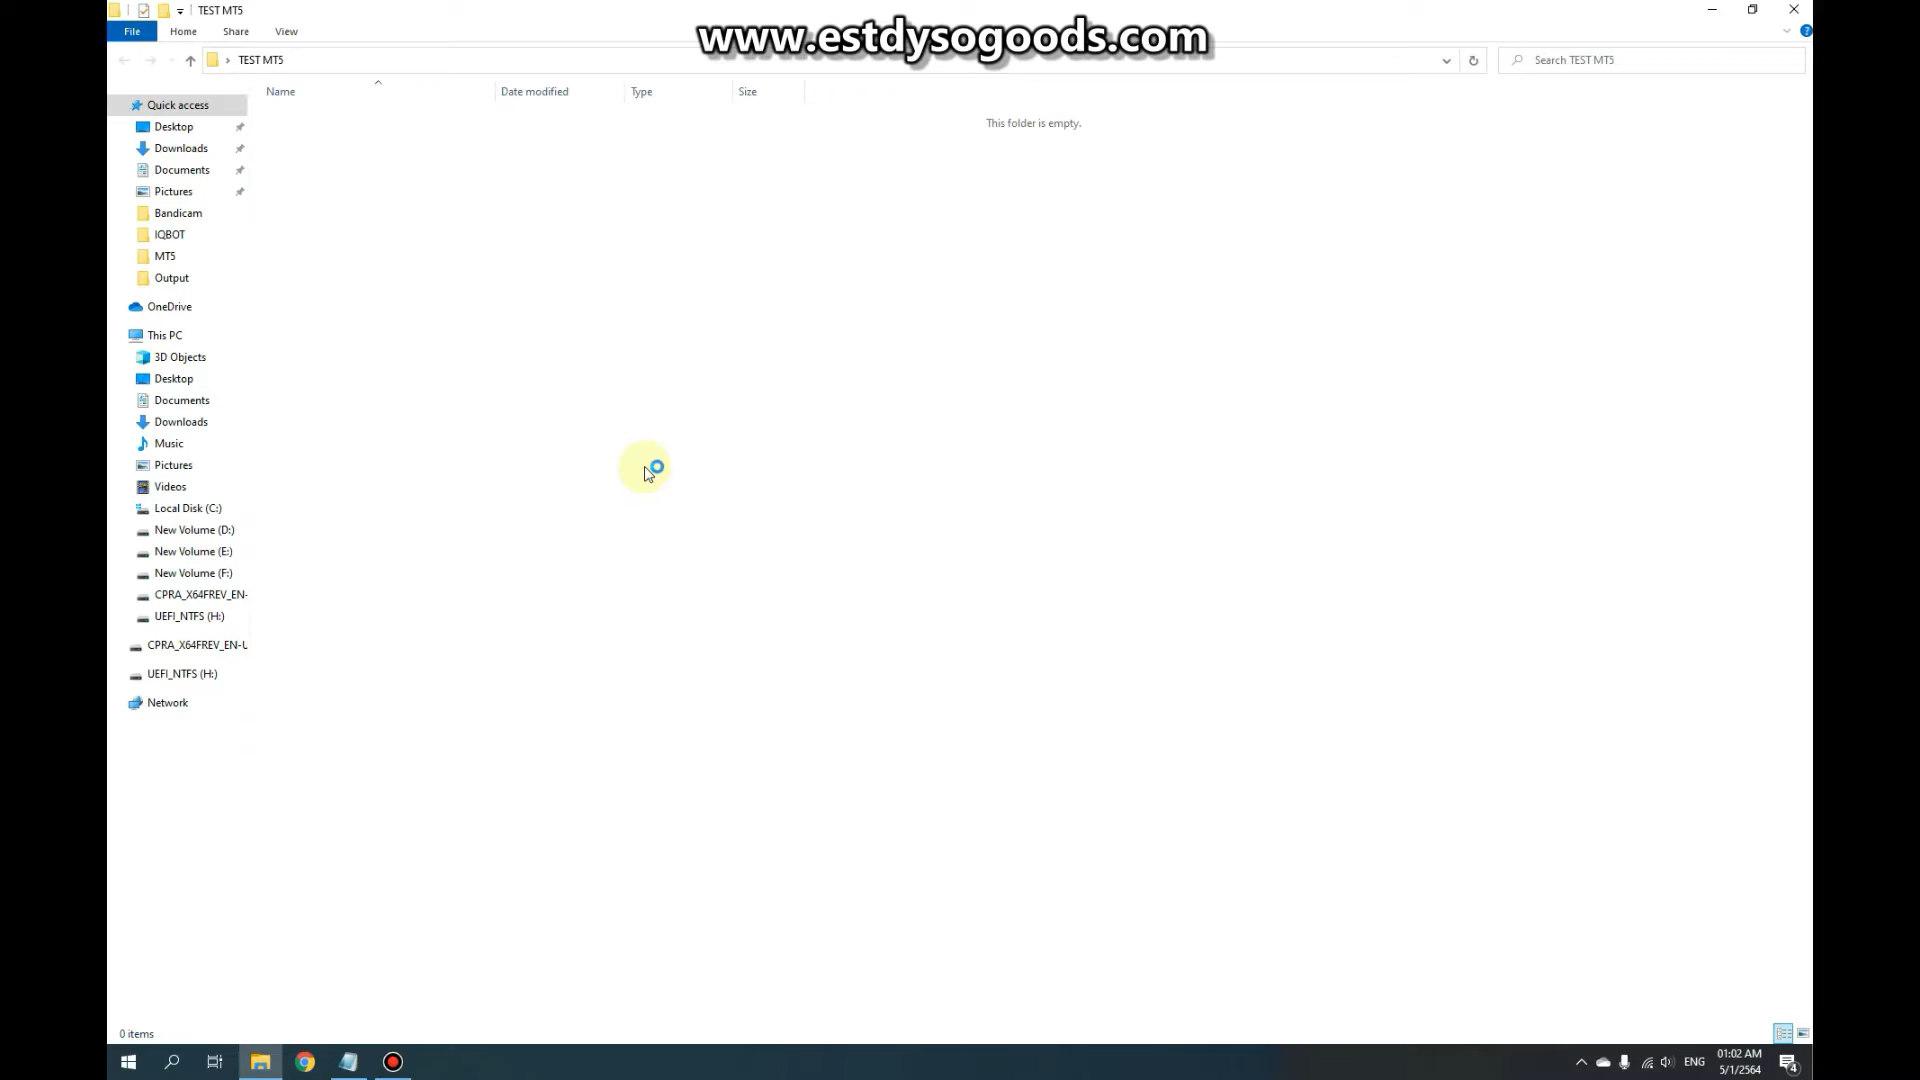 TEST MT5
www.estdysogoods.com
File Home Share View
TEST MT5
Search TEST MT5
Name Date modified Type Size
This folder is empty.
Quick access
Desktop
Downloads
Documents
Pictures
Bandicam
IQBOT
MT5
Output
OneDrive
This PC
3D Objects
Desktop
Documents
Downloads
Music
Pictures
Videos
Local Disk (C:)
New Volume (D:)
New Volume (E:)
New Volume (F:)
CPRA_X64FREV_EN-
UEFI_NTFS (H:)
CPRA_X64FREV_EN-U
UEFI_NTFS (H:)
Network
0 items
ENG
01:02 AM
5/1/2564
4